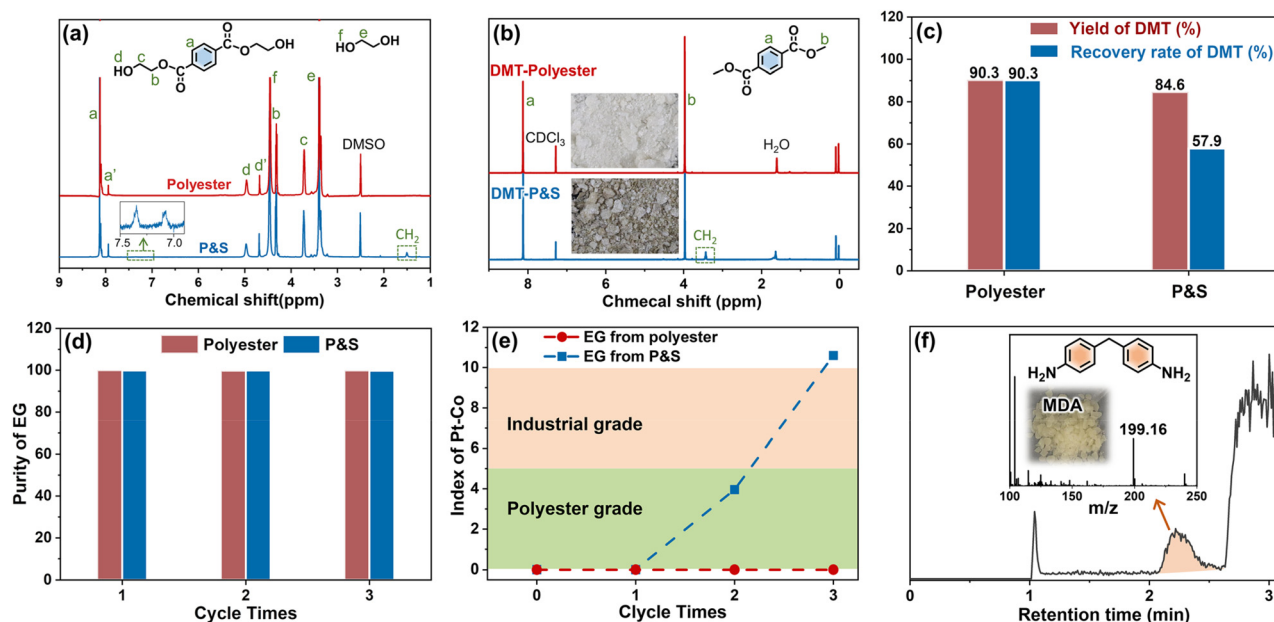 (a)
d
c
HO
b
O
O
a
O
O
OH
f
e
HO
OH
a
a'
f
b
c
d
d'
e
DMSO
Polyester
P&S
7.5
7.0
CH2
9
8
7
6
5
4
3
2
1
Chemical shift(ppm)
(b)
DMT-Polyester
a
O
O
b
O
O
a
CDCl3
b
H2O
DMT-P&S
CH2
8
6
4
2
0
Chmecal shift (ppm)
(c)
Yield of DMT (%)
Recovery rate of DMT (%)
120
100
80
60
40
20
0
90.3 90.3
84.6
57.9
Polyester
P&S
(d)
Polyester
P&S
120
100
80
60
40
20
0
Purity of EG
1
2
3
Cycle Times
(e)
EG from polyester
EG from P&S
12
10
8
6
4
2
0
Index of Pt-Co
Industrial grade
Polyester grade
0
1
2
3
Clycle Times
(f)
H2N
NH2
MDA
199.16
100
150
200
250
m/z
0
1
2
3
Retention time (min)